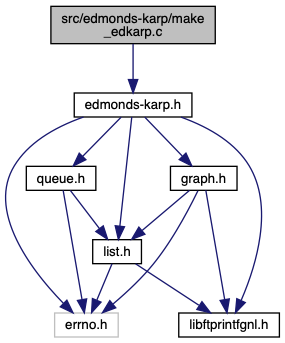 src/edmonds-karp/make
_edkarp.c
edmonds-karp.h
queue.h
graph.h
list.h
errno.h
libftprintfgnl.h